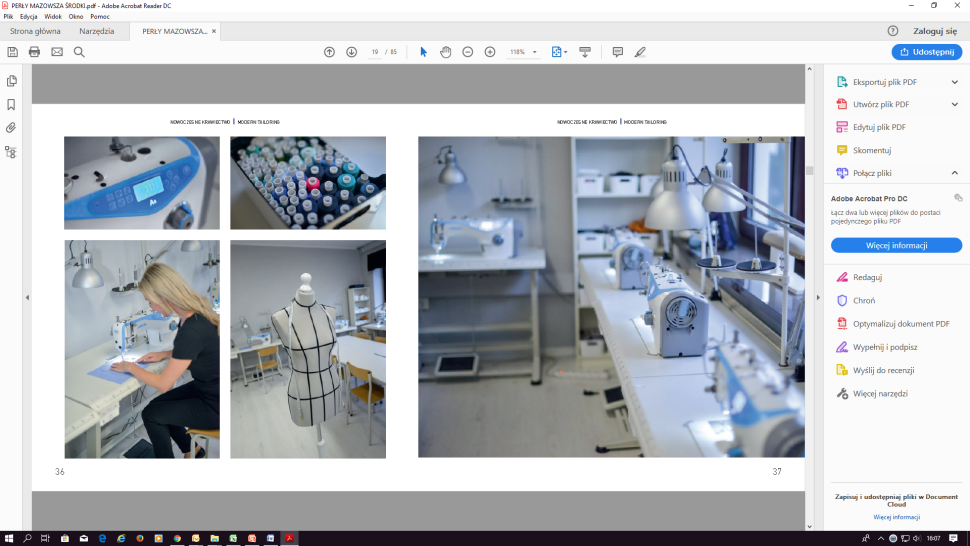 PERŁY MAZOWSZA ŚRODKI.pdf - Adobe Acrobat Reader DC
Plik Edycja Widok Okno Pomoc
Strona główna Narzędzia PERŁY MAZOWSZA... × Zaloguj się
19 / 85 118% Udostępnij
NOWOCZESNE KRAWIECTWO | MODERN TAILORING
NOWOCZESNE KRAWIECTWO | MODERN TAILORING
36
37
Eksportuj plik PDF
Utwórz plik PDF
Edytuj plik PDF
Skomentuj
Połącz pliki
Adobe Acrobat Pro DC
Łącz dwa lub więcej plików do postaci
pojedynczego pliku PDF
Więcej informacji
Redaguj
Chroń
Optymalizuj dokument PDF
Wypełnij i podpisz
Wyślij do recenzji
Więcej narzędzi
Zapisuj i udostępniaj pliki w Document
Cloud
Więcej informacji
16:07